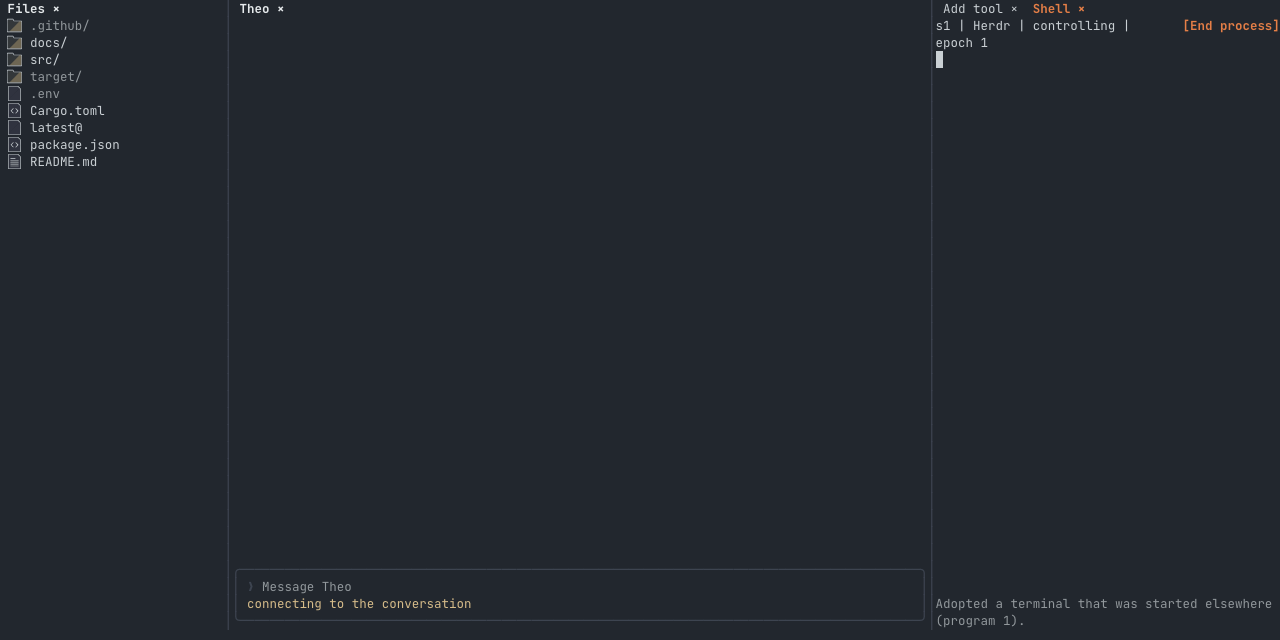 Files ×
.github/
docs/
src/
target/
.env
Cargo.toml
latest@
package.json
README.md
Theo ×
) Message Theo
connecting to the conversation
Add tool × Shell ×
s1 | Herdr | controlling | [End process]
epoch 1
Adopted a terminal that was started elsewhere
(program 1).